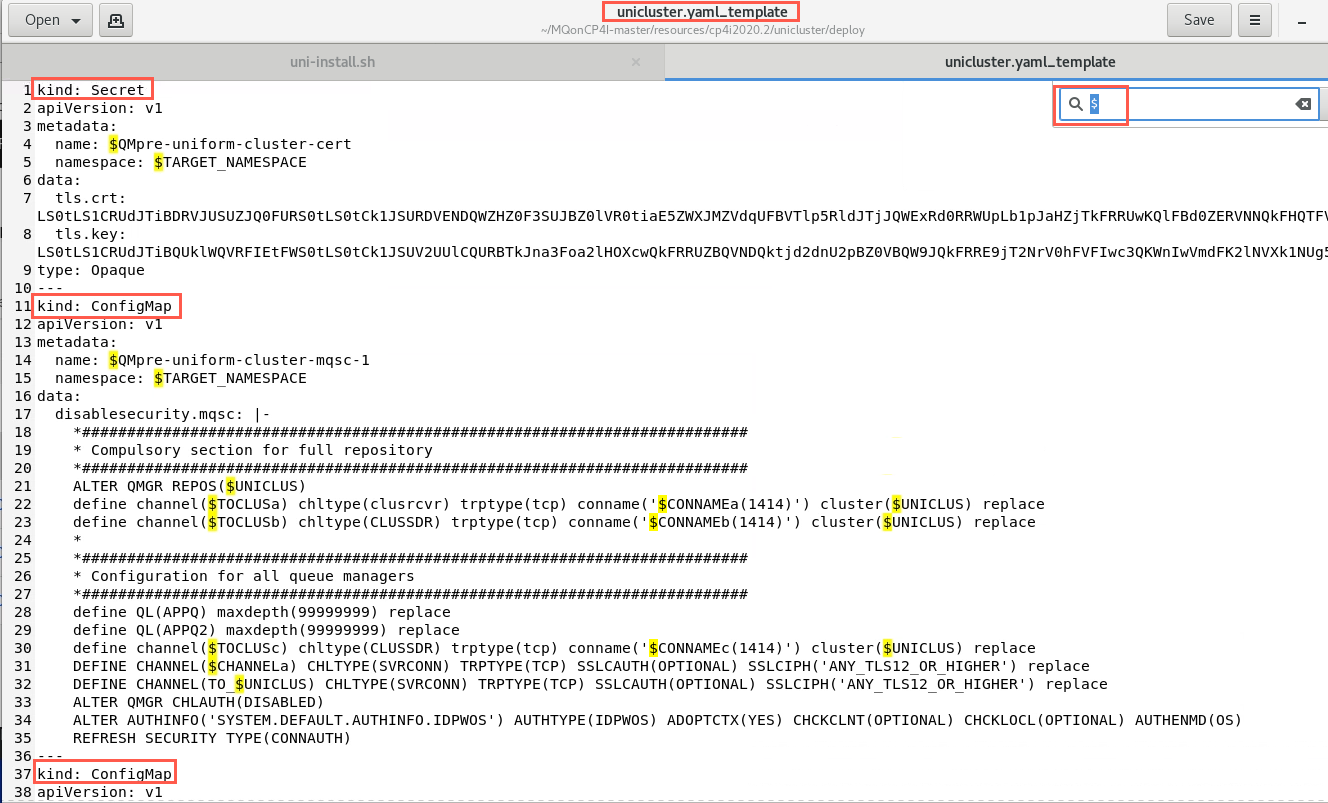 Open
unicluster.yaml_template
~/MQonCP4I-master/resources/cp4i2020.2/unicluster/deploy
Save
uni-install.sh
unicluster.yaml_template
$
1 kind: Secret
2 apiVersion: v1
3 metadata:
4   name: $QMpre-uniform-cluster-cert
5   namespace: $TARGET_NAMESPACE
6 data:
7   tls.crt:
8   tls.key:
9 type: Opaque
10 ---
11 kind: ConfigMap
12 apiVersion: v1
13 metadata:
14   name: $QMpre-uniform-cluster-mqsc-1
15   namespace: $TARGET_NAMESPACE
16 data:
17   disablesecurity.mqsc: |-
18     *##########################################################################
19     * Compulsory section for full repository
20     *##########################################################################
21     ALTER QMGR REPOS($UNICLUS)
22     define channel($TOCLUSa) chltype(clusrcvr) trptype(tcp) conname('$CONNAMEa(1414)') cluster($UNICLUS) replace
23     define channel($TOCLUSb) chltype(CLUSSDR) trptype(tcp) conname('$CONNAMEb(1414)') cluster($UNICLUS) replace
24     *
25     *##########################################################################
26     * Configuration for all queue managers
27     *##########################################################################
28     define QL(APPQ) maxdepth(99999999) replace
29     define QL(APPQ2) maxdepth(99999999) replace
30     define channel($TOCLUSc) chltype(CLUSSDR) trptype(tcp) conname('$CONNAMEc(1414)') cluster($UNICLUS) replace
31     DEFINE CHANNEL($CHANNELa) CHLTYPE(SVRCONN) TRPTYPE(TCP) SSLCAUTH(OPTIONAL) SSLCIPH('ANY_TLS12_OR_HIGHER') replace
32     DEFINE CHANNEL(TO_$UNICLUS) CHLTYPE(SVRCONN) TRPTYPE(TCP) SSLCAUTH(OPTIONAL) SSLCIPH('ANY_TLS12_OR_HIGHER') replace
33     ALTER QMGR CHLAUTH(DISABLED)
34     ALTER AUTHINFO('SYSTEM.DEFAULT.AUTHINFO.IDPWOS') AUTHTYPE(IDPWOS) ADOPTCTX(YES) CHCKCLNT(OPTIONAL) CHCKLOCL(OPTIONAL) AUTHENMD(OS)
35     REFRESH SECURITY TYPE(CONNAUTH)
36 ---
37 kind: ConfigMap
38 apiVersion: v1